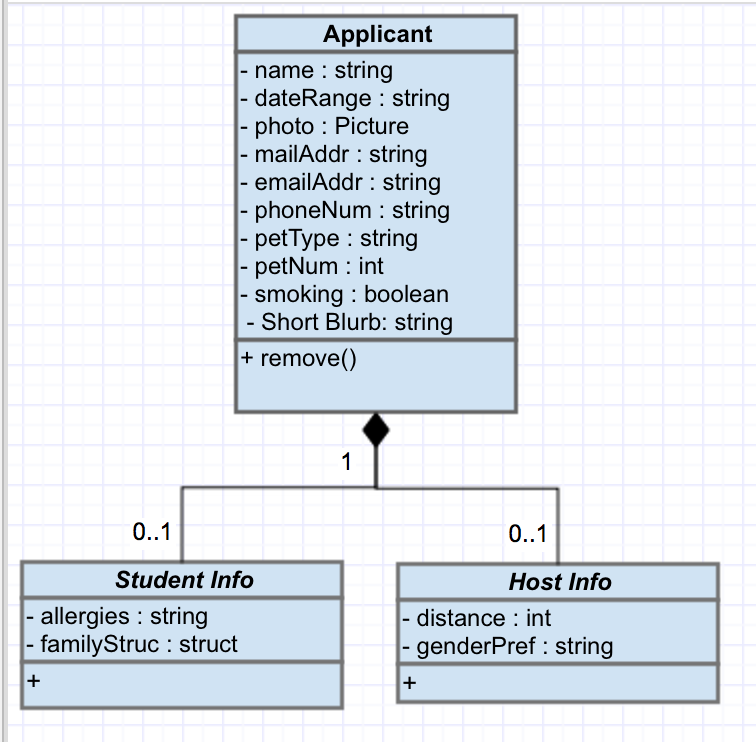 Applicant
- name : string
- dateRange : string
- photo : Picture
- mailAddr : string
- emailAddr : string
- phoneNum : string
- petType : string
- petNum : int
- smoking : boolean
- Short Blurb: string
+ remove()
1
0..1
0..1
Student Info
- allergies : string
- familyStruc : struct
+
Host Info
- distance : int
- genderPref : string
+